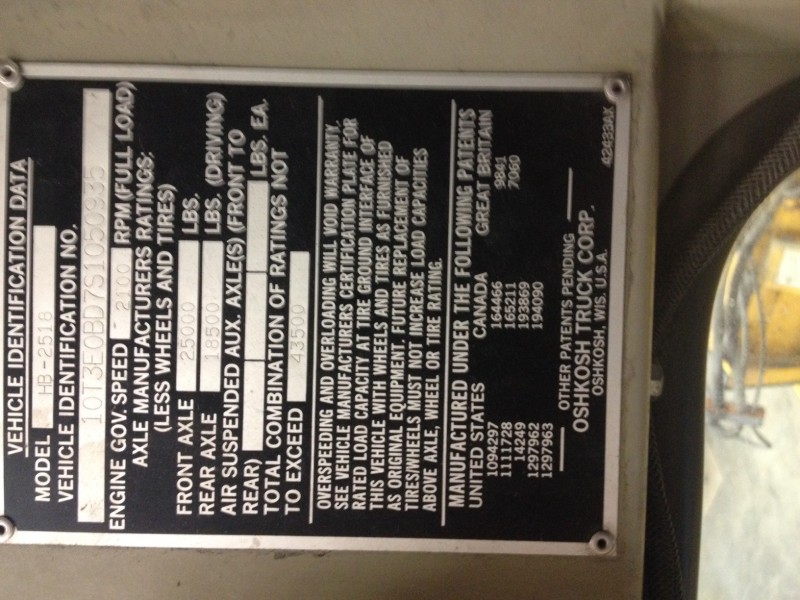 VEHICLE IDENTIFICATION DATA
MODEL HB-2518
VEHICLE IDENTIFICATION NO.
10T3E0BD7S1050935
ENGINE GOV. SPEED 2100 RPM (FULL LOAD)
AXLE MANUFACTURERS RATINGS:
(LESS WHEELS AND TIRES)
FRONT AXLE 25000 LBS.
REAR AXLE 18500 LBS. (DRIVING)
AIR SUSPENDED AUX. AXLE(S) (FRONT TO
REAR) LBS. EA.
TOTAL COMBINATION OF RATINGS NOT
TO EXCEED 43500
OVERSPEEDING AND OVERLOADING WILL VOID WARRANTY.
SEE VEHICLE MANUFACTURERS CERTIFICATION PLATE FOR
RATED LOAD CAPACITY AT TIRE GROUND INTERFACE OF
THIS VEHICLE WITH WHEELS AND TIRES AS FURNISHED
AS ORIGINAL EQUIPMENT. FUTURE REPLACEMENT OF
TIRES/WHEELS MUST NOT INCREASE LOAD CAPACITIES
ABOVE AXLE, WHEEL OR TIRE RATING.
MANUFACTURED UNDER THE FOLLOWING PATENTS
UNITED STATES CANADA GREAT BRITAIN
1094297 164466 9861
1111728 165211 7060
14249 193869
1297962 194090
1297963
OTHER PATENTS PENDING
OSHKOSH TRUCK CORP.
OSHKOSH, WIS. U.S.A.
42433AX